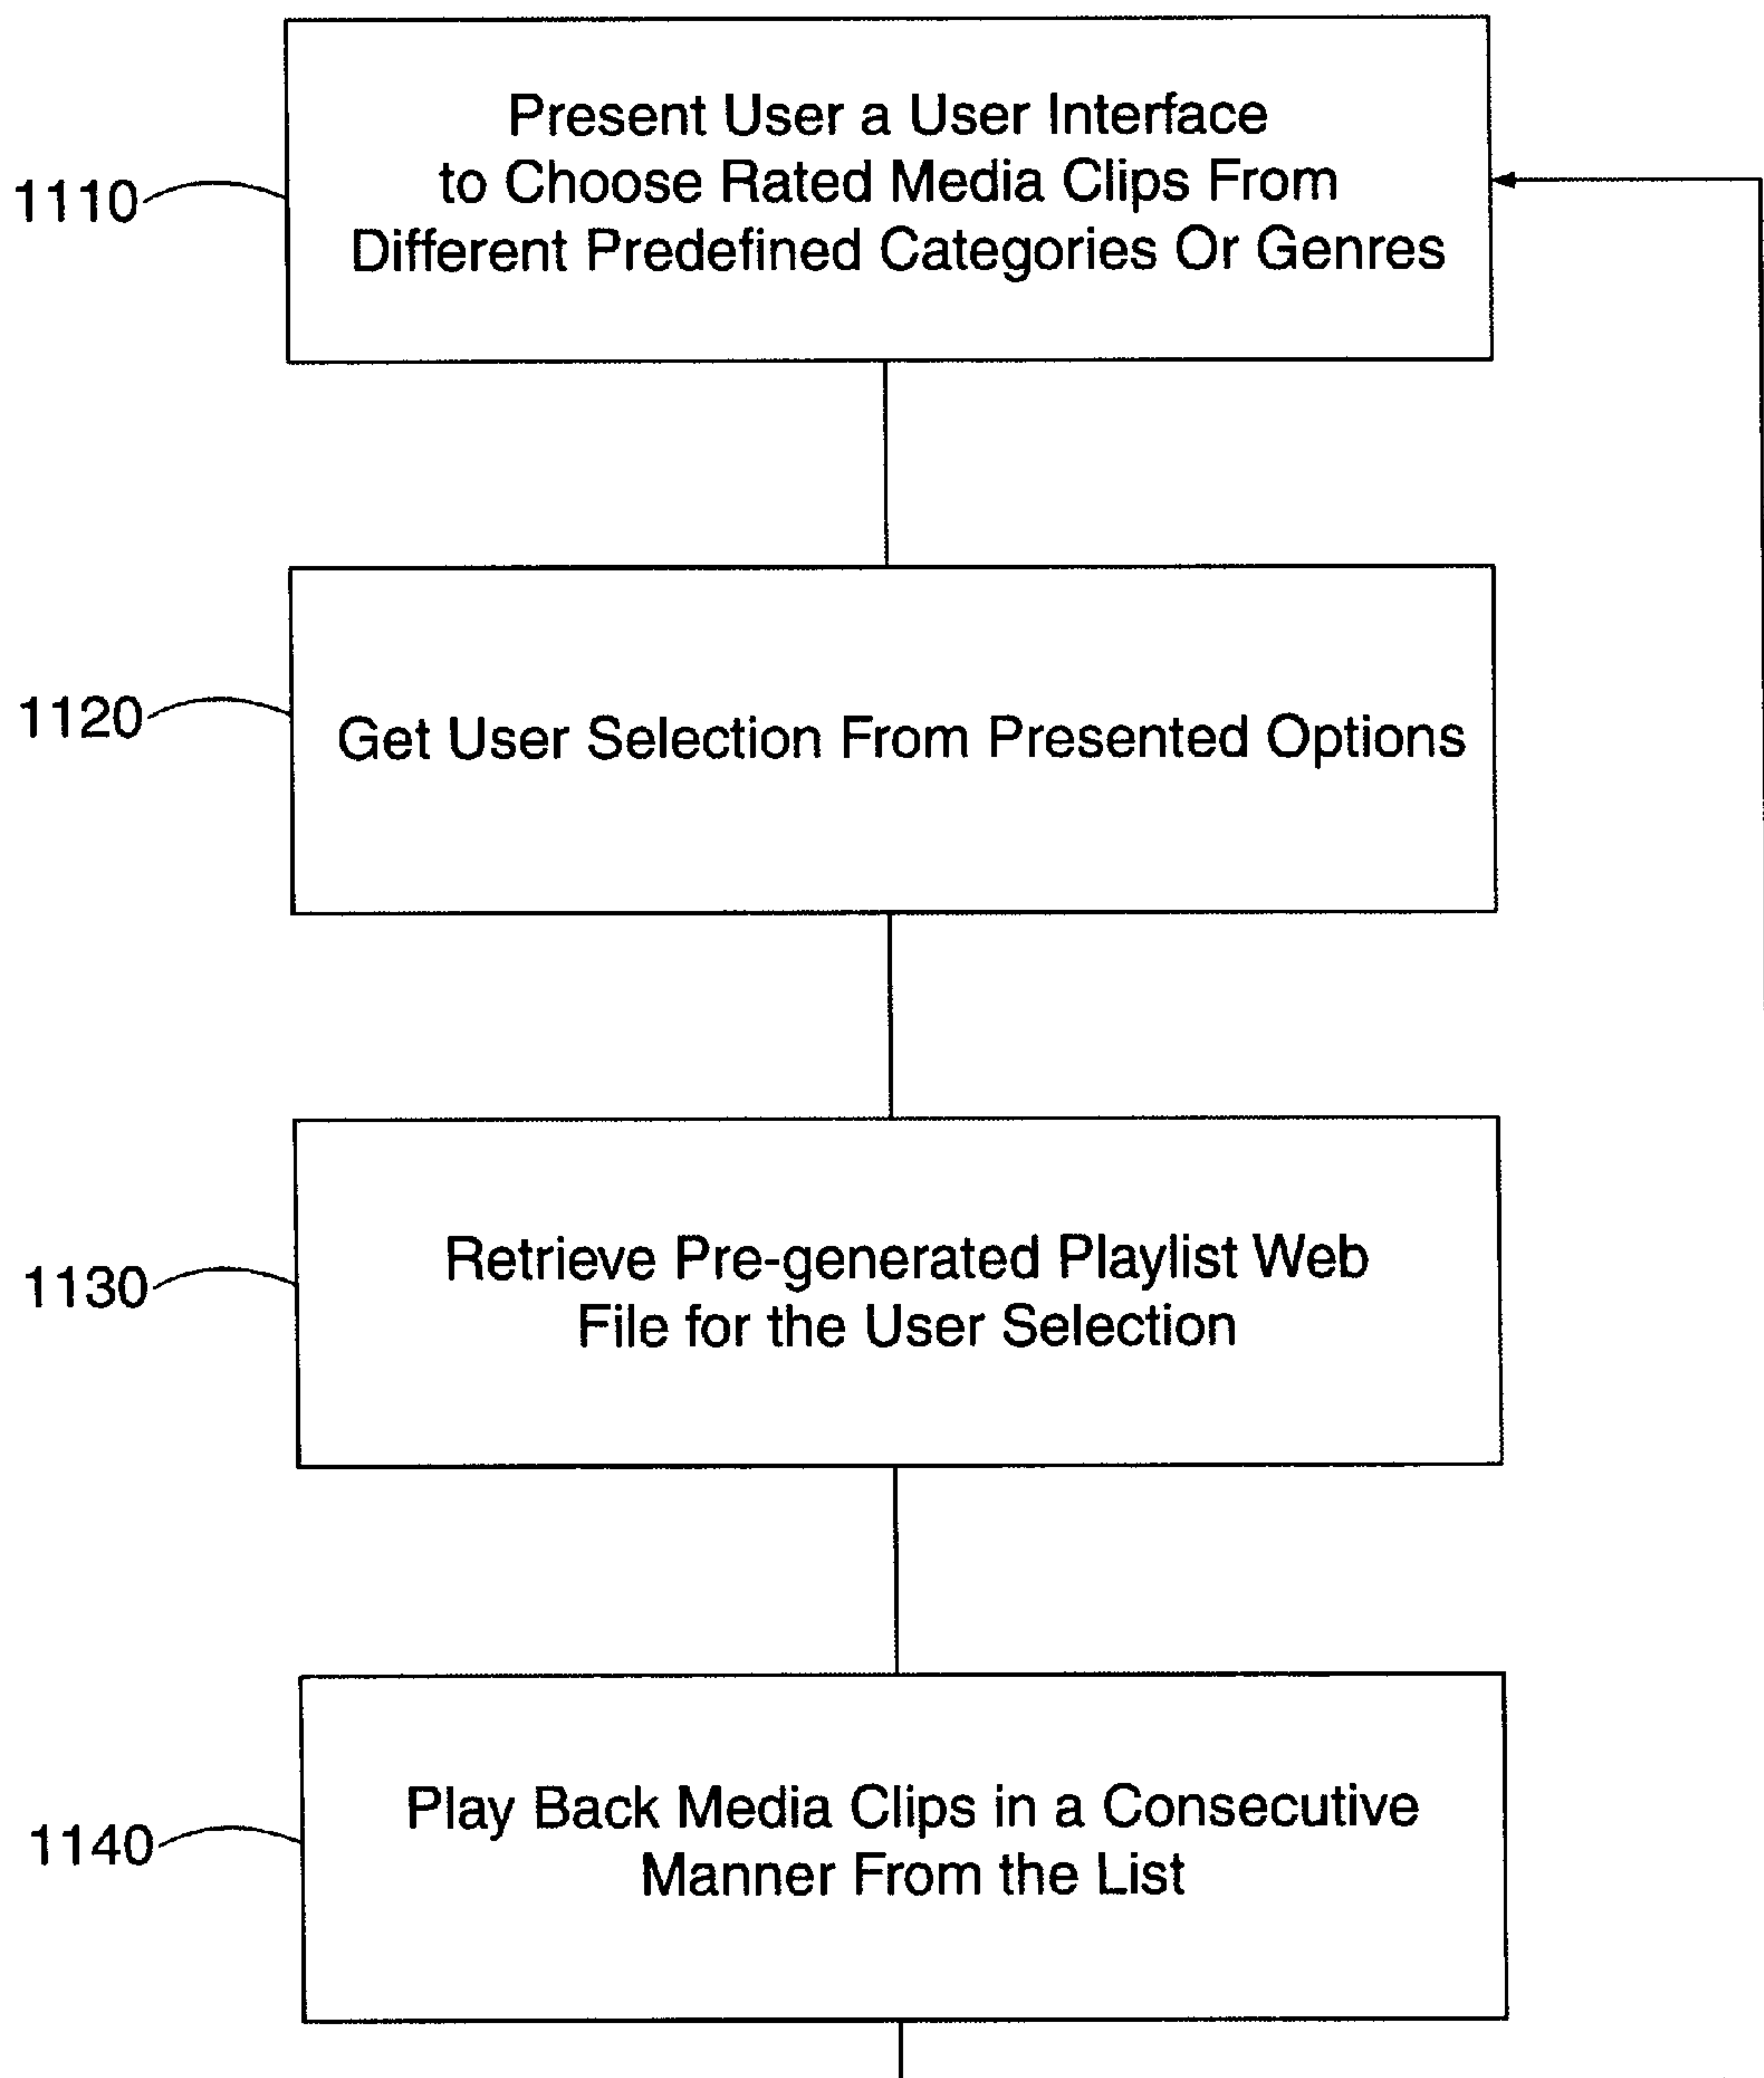 Present User a User Interface
to Choose Rated Media Clips From
Different Predefined Categories Or Genres
1110
1120
Get User Selection From Presented Options
Retrieve Pre-generated Playlist Web
File for the User Selection
1130
Play Back Media Clips in a Consecutive
Manner From the List
1140